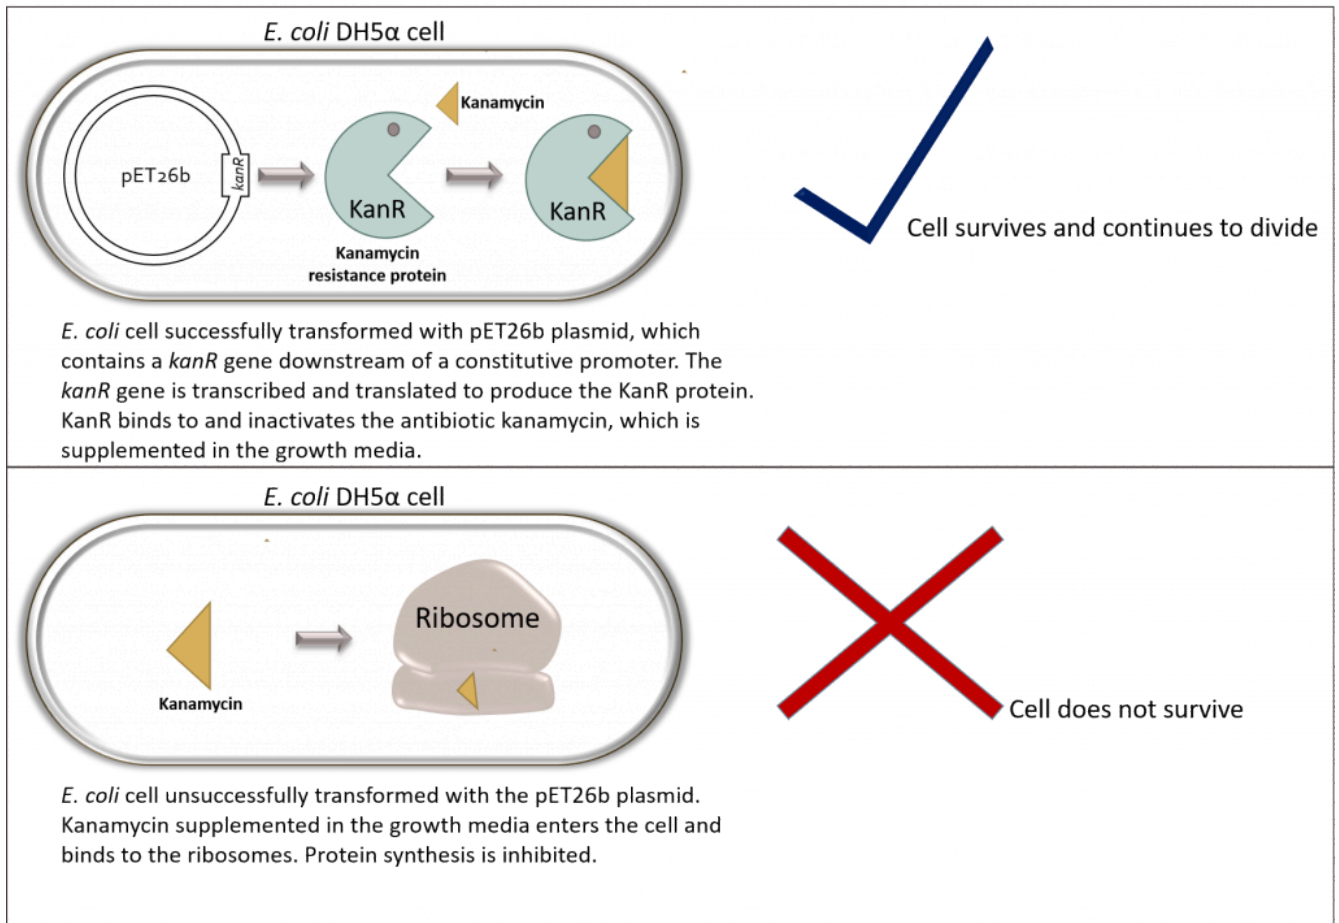 E. coli DH5α cell
pET26b
kanR
Kanamycin
KanR
KanR
Kanamycin
resistance protein
Cell survives and continues to divide
E. coli cell successfully transformed with pET26b plasmid, which
contains a kanR gene downstream of a constitutive promoter. The
kanR gene is transcribed and translated to produce the KanR protein.
KanR binds to and inactivates the antibiotic kanamycin, which is
supplemented in the growth media.
E. coli DH5α cell
Ribosome
Kanamycin
Cell does not survive
E. coli cell unsuccessfully transformed with the pET26b plasmid.
Kanamycin supplemented in the growth media enters the cell and
binds to the ribosomes. Protein synthesis is inhibited.